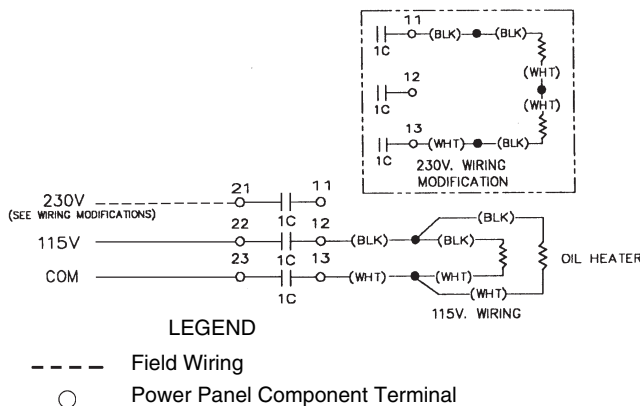 11
(BLK) (BLK)
1C
(WHT)
12
1C
(WHT)
13
(WHT) (BLK)
1C
230V. WIRING
MODIFICATION
230V 21 11
(SEE WIRING MODIFICATIONS)
1C
115V 22 12 (BLK) (BLK) (BLK)
1C
OIL HEATER
COM 23 13 (WHT) (WHT)
1C
(WHT)
115V. WIRING
LEGEND
Field Wiring
Power Panel Component Terminal